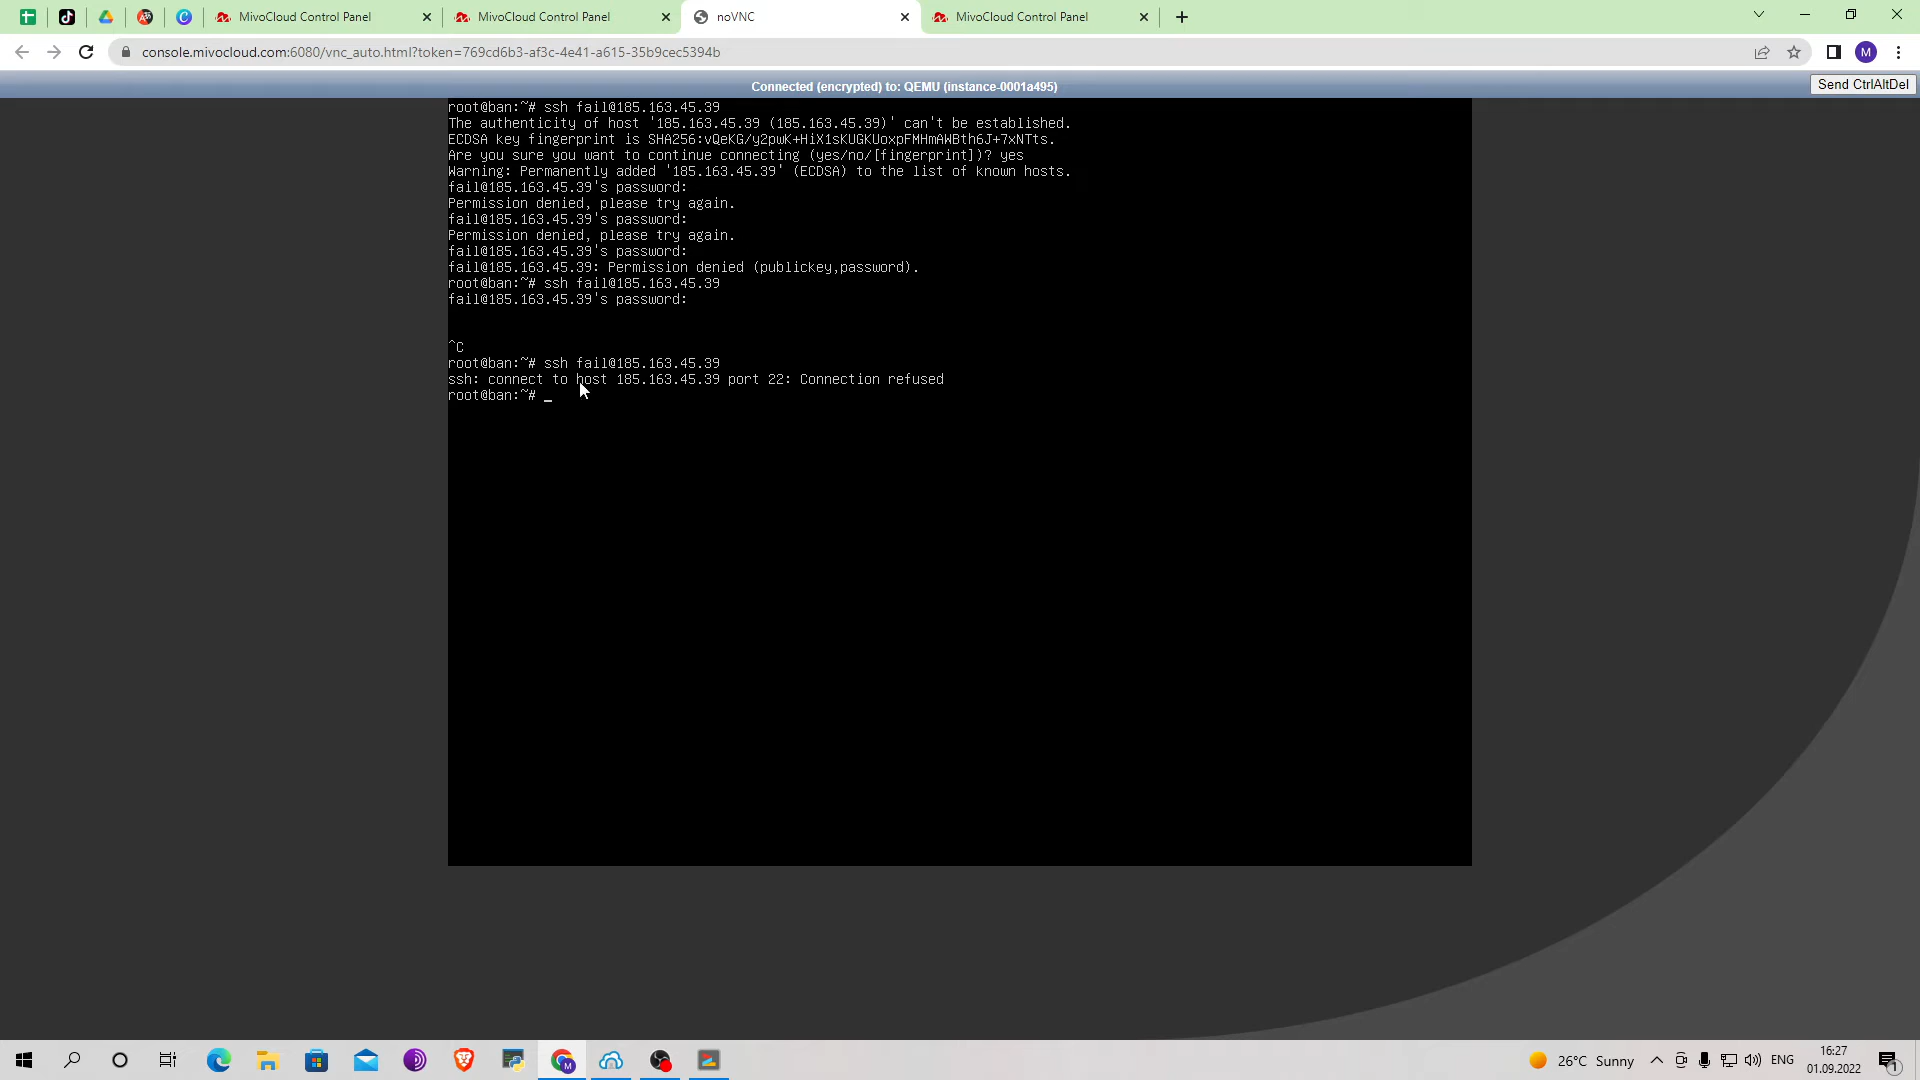 MivoCloud Control Panel
MivoCloud Control Panel
noVNC
MivoCloud Control Panel
console.mivocloud.com:6080/vnc_auto.html?token=769cd6b3-af3c-4e41-a615-35b9cec5394b
M
Connected (encrypted) to: QEMU (instance-0001a495)
Send CtrlAltDel
root@ban:~# ssh fail@185.163.45.39
The authenticity of host '185.163.45.39 (185.163.45.39)' can't be established.
ECDSA key fingerprint is SHA256:vQeKG/y2pwK+HiX1sKUGKUoxpFMHmAWBth6J+7xNTts.
Are you sure you want to continue connecting (yes/no/[fingerprint])? yes
Warning: Permanently added '185.163.45.39' (ECDSA) to the list of known hosts.
fail@185.163.45.39's password:
Permission denied, please try again.
fail@185.163.45.39's password:
Permission denied, please try again.
fail@185.163.45.39's password:
fail@185.163.45.39: Permission denied (publickey,password).
root@ban:~# ssh fail@185.163.45.39
fail@185.163.45.39's password:
^C
root@ban:~# ssh fail@185.163.45.39
ssh: connect to host 185.163.45.39 port 22: Connection refused
root@ban:~# _
26°C Sunny
ENG
16:27
01.09.2022
1